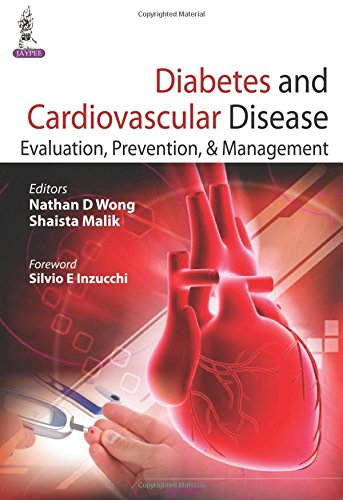 Copyrighted material
JAYPEE
Diabetes and
Cardiovascular Disease
Evaluation, Prevention, & Management
Editors
Nathan D Wong
Shaista Malik
Foreword
Silvio E Inzucchi
Copyrighted material